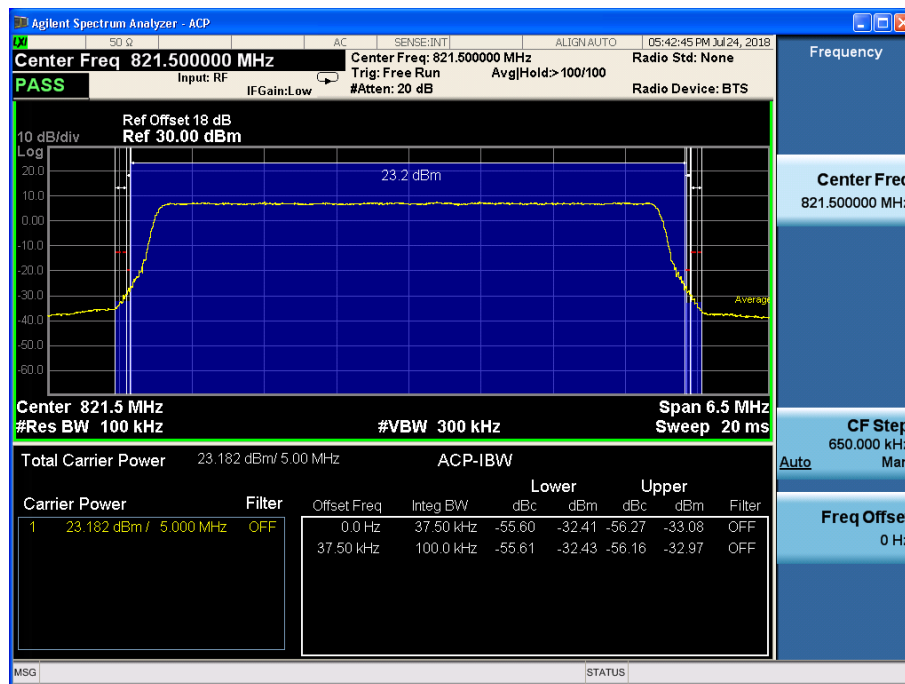 Agilent Spectrum Analyzer - ACP
LXI 50 Ω AC SENSE:INT ALIGN AUTO 05:42:45 PM Jul 24, 2018
Center Freq 821.500000 MHz Center Freq: 821.500000 MHz Radio Std: None
PASS Input: RF Trig: Free Run Avg|Hold:>100/100
IFGain:Low #Atten: 20 dB Radio Device: BTS
Ref Offset 18 dB
10 dB/div Ref 30.00 dBm
Log
20.0
23.2 dBm
10.0
0.00
-10.0
-20.0
-30.0
Average
-40.0
-50.0
-60.0
Center 821.5 MHz Span 6.5 MHz
#Res BW 100 kHz #VBW 300 kHz Sweep 20 ms
Total Carrier Power 23.182 dBm/ 5.00 MHz ACP-IBW
Lower Upper
Carrier Power Filter Offset Freq Integ BW dBc dBm dBc dBm Filter
1 23.182 dBm / 5.000 MHz OFF 0.0 Hz 37.50 kHz -55.60 -32.41 -56.27 -33.08 OFF
37.50 kHz 100.0 kHz -55.61 -32.43 -56.16 -32.97 OFF
MSG STATUS
Frequency
Center Freq
821.500000 MHz
CF Step
650.000 kHz
Auto Man
Freq Offse
0 Hz